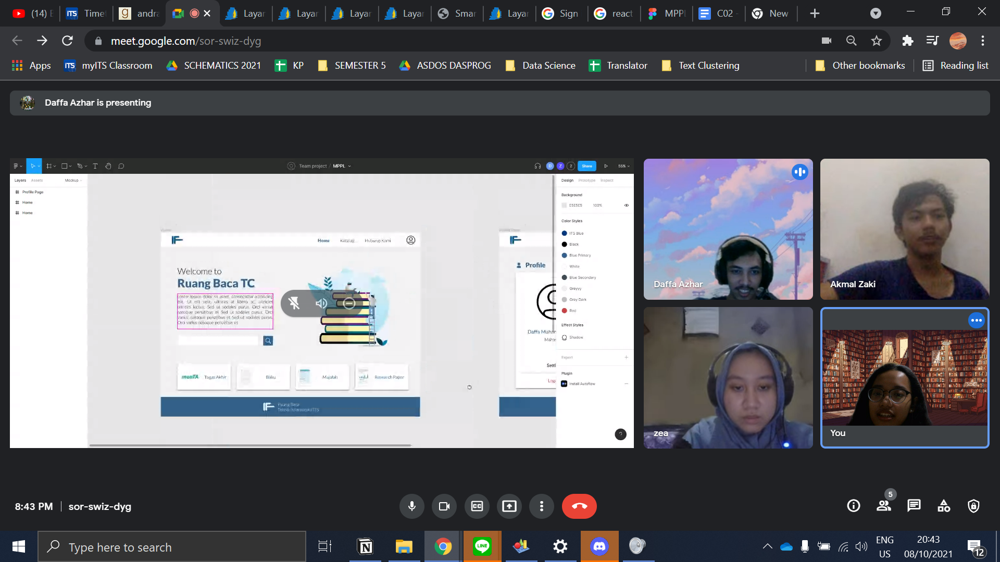 (14) E
Time
andra
Layar
Layar
Layar
Layar
Smar
Layar
Sign
react
MPPL
C02 -
New
meet.google.com/sor-swiz-dyg
Apps
myITS Classroom
SCHEMATICS 2021
KP
SEMESTER 5
ASDOS DASPROG
Data Science
Translator
Text Clustering
Other bookmarks
Reading list
Daffa Azhar is presenting
Team project / MPPL
Share
55%
Layers
Assets
Mockup
Profile Page
Home
Home
Design
Prototype
Inspect
Background
E5E5E5
100%
Color Styles
ITS Blue
Black
Blue Primary
White
Blue Secondary
Greyyy
Grey Dark
Red
Effect Styles
Shadow
Export
Plugin
Install Autoflow
Home
Katalog
Hubungi Kami
Welcome to
Ruang Baca TC
Lorem ipsum dolor sit amet, consectetur adipiscing
elit. Ut elit velit, ultrices at libero ac, ultricies
ultrices lectus. Sed ut sodales purus. Orci varius
natoque penatibus et Sed ut sodales purus. Orci
varius natoque penatibus et Sed ut sodales purus.
Orci varius natoque penatibus et
monTA
Tugas Akhir
Buku
Majalah
Research Paper
Ruang Baca
Teknik Informatika ITS
Profile
Daffa Muhan
Mahas
Setti
Logo
Daffa Azhar
Akmal Zaki
zea
You
8:43 PM
sor-swiz-dyg
5
Type here to search
ENG
US
20:43
08/10/2021
12